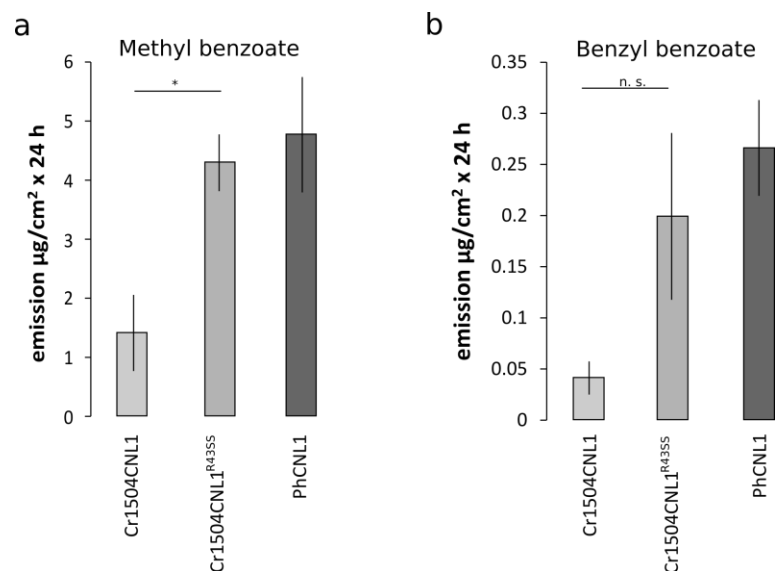 a
Methyl benzoate
emission µg/cm² x 24 h
6
5
4
3
2
1
0
*
Cr1504CNL1
Cr1504CNL1R43SS
PhCNL1
b
Benzyl benzoate
emission µg/cm² x 24 h
0.35
0.3
0.25
0.2
0.15
0.1
0.05
0
n. s.
Cr1504CNL1
Cr1504CNL1R43SS
PhCNL1